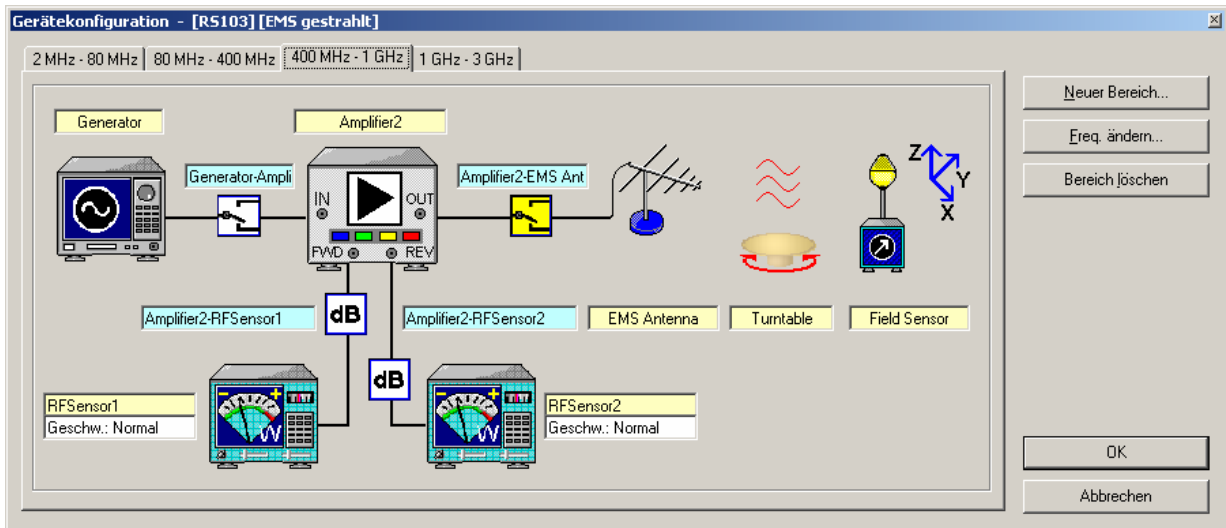 Gerätekonfiguration - [RS103] [EMS gestrahlt]
2 MHz - 80 MHz
80 MHz - 400 MHz
400 MHz - 1 GHz
1 GHz - 3 GHz
Neuer Bereich...
Freq. ändern...
Bereich löschen
Generator
Amplifier2
Generator-Ampli
Amplifier2-EMS Ant
IN
OUT
FWD
REV
Z
Y
X
Amplifier2-RFSensor1
dB
Amplifier2-RFSensor2
EMS Antenna
Turntable
Field Sensor
dB
RFSensor1
Geschw.: Normal
W
W
RFSensor2
Geschw.: Normal
OK
Abbrechen